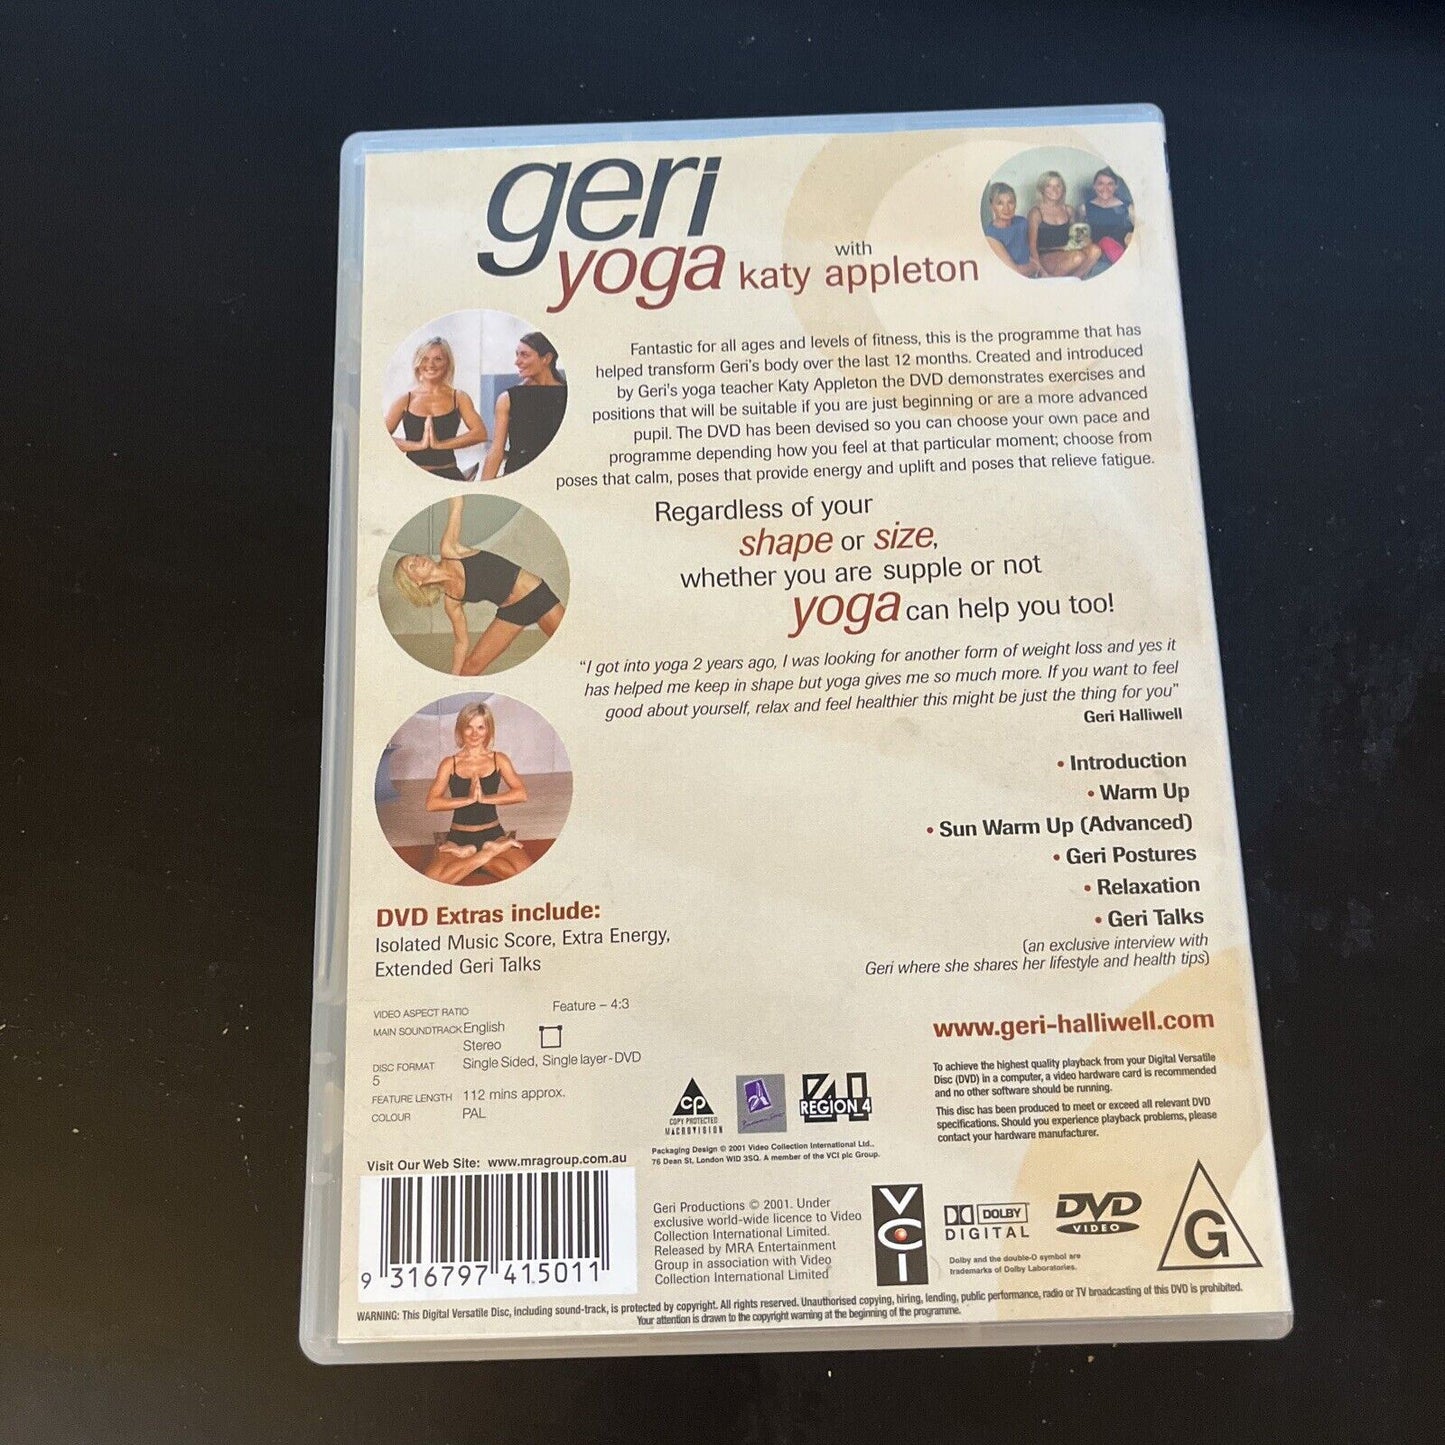 geri
yoga with
katy appleton
Fantastic for all ages and levels of fitness, this is the programme that has
helped transform Geri's body over the last 12 months. Created and introduced
by Geri's yoga teacher Katy Appleton the DVD demonstrates exercises and
positions that will be suitable if you are just beginning or are a more advanced
pupil. The DVD has been devised so you can choose your own pace and
programme depending how you feel at that particular moment; choose from
poses that calm, poses that provide energy and uplift and poses that relieve fatigue.
Regardless of your
shape or size,
whether you are supple or not
yoga can help you too!
"I got into yoga 2 years ago, I was looking for another form of weight loss and yes it
has helped me keep in shape but yoga gives me so much more. If you want to feel
good about yourself, relax and feel healthier this might be just the thing for you"
Geri Halliwell
• Introduction
• Warm Up
• Sun Warm Up (Advanced)
• Geri Postures
• Relaxation
• Geri Talks
(an exclusive interview with
Geri where she shares her lifestyle and health tips)
DVD Extras include:
Isolated Music Score, Extra Energy,
Extended Geri Talks
VIDEO ASPECT RATIO Feature – 4:3
MAIN SOUNDTRACK English
Stereo
DISC FORMAT Single Sided, Single layer-DVD
5
FEATURE LENGTH 112 mins approx.
COLOUR PAL
www.geri-halliwell.com
To achieve the highest quality playback from your Digital Versatile
Disc (DVD) in a computer, a video hardware card is recommended
and no other software should be running.
This disc has been produced to meet or exceed all relevant DVD
specifications. Should you experience playback problems, please
contact your hardware manufacturer.
CP
COPY PROTECTED
MACROVISION
4
REGION 4
Packaging Design © 2001 Video Collection International Ltd.,
76 Dean St, London WID 3SQ. A member of the VCI plc Group.
Visit Our Web Site: www.mragroup.com.au
9 316797 415011
Geri Productions © 2001. Under
exclusive world-wide licence to Video
Collection International Limited.
Released by MRA Entertainment
Group in association with Video
Collection International Limited
VCI
DOLBY
DIGITAL
Dolby and the double-D symbol are
trademarks of Dolby Laboratories.
DVD
VIDEO
G
WARNING: This Digital Versatile Disc, including sound-track, is protected by copyright. All rights reserved. Unauthorised copying, hiring, lending, public performance, radio or TV broadcasting of this DVD is prohibited.
Your attention is drawn to the copyright warning at the beginning of the programme.